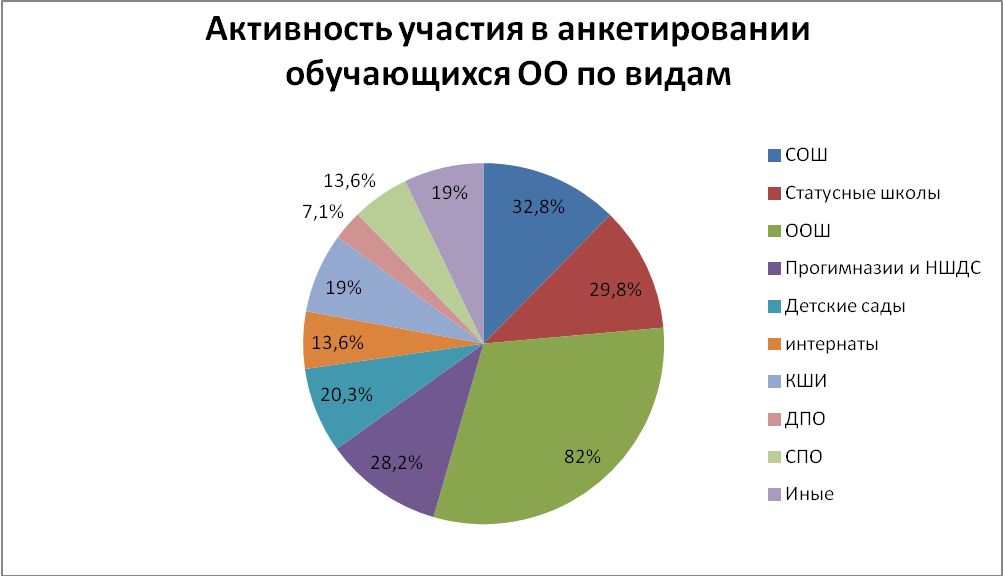 Активность участия в анкетировании
обучающихся ОО по видам
13,6%
19%
32,8%
7,1%
29,8%
19%
13,6%
20,3%
28,2%
82%
СОШ
Статусные школы
ООШ
Прогимназии и НШДС
Детские сады
интернаты
КШИ
ДПО
СПО
Иные